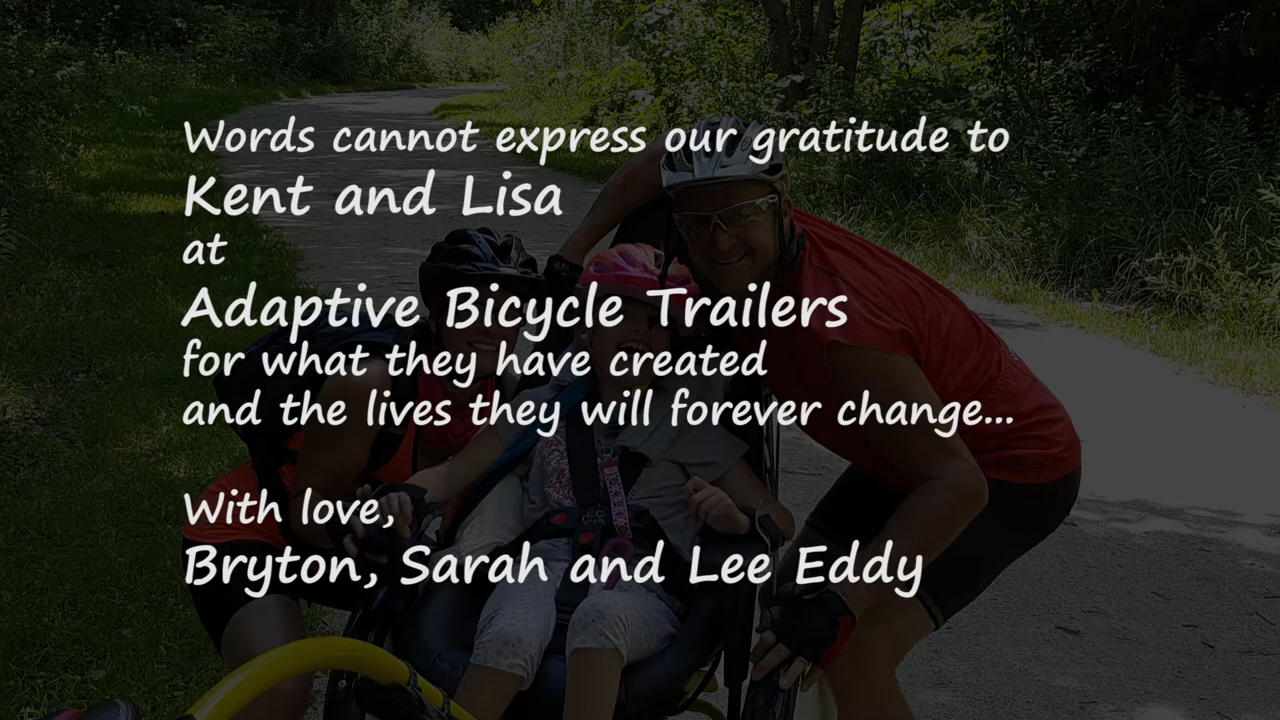 Words cannot express our gratitude to
Kent and Lisa
at
Adaptive Bicycle Trailers
for what they have created
and the lives they will forever change...
With love,
Bryton, Sarah and Lee Eddy